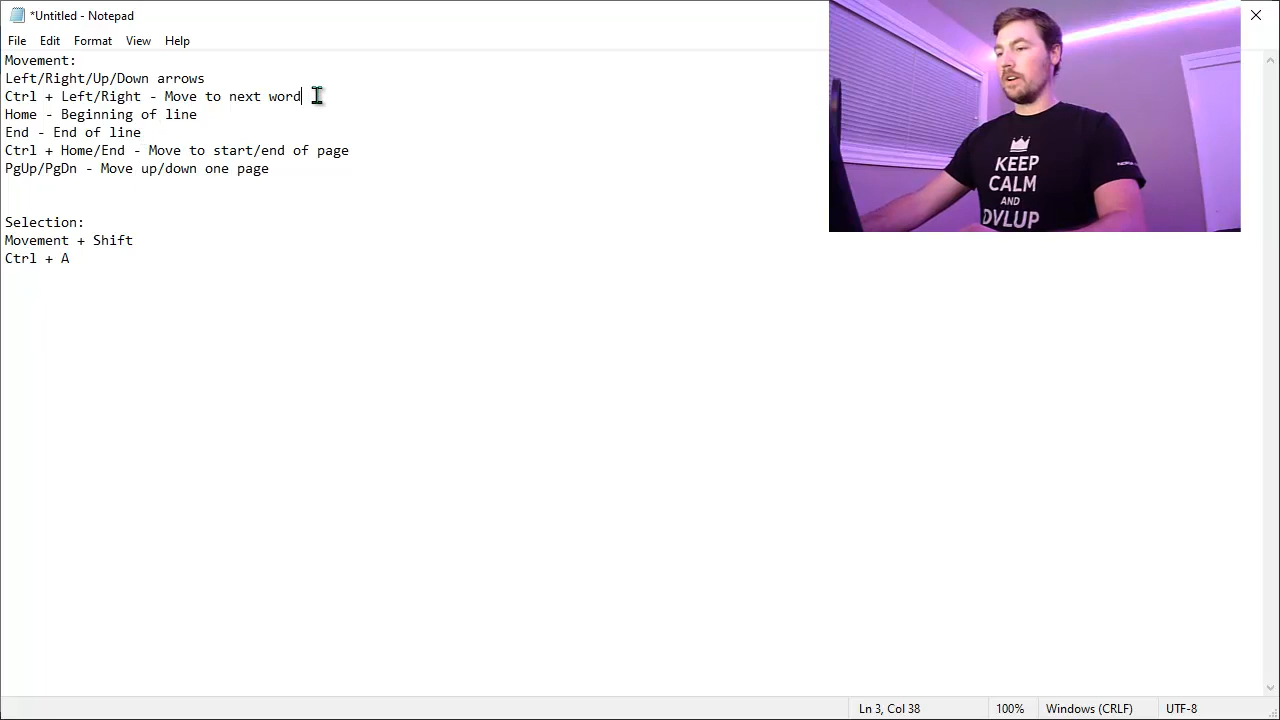 *Untitled - Notepad
File Edit Format View Help
Movement:
Left/Right/Up/Down arrows
Ctrl + Left/Right - Move to next word
Home - Beginning of line
End - End of line
Ctrl + Home/End - Move to start/end of page
PgUp/PgDn - Move up/down one page
Selection:
Movement + Shift
Ctrl + A
KEEP
CALM
AND
DVLUP
Ln 3, Col 38 100% Windows (CRLF) UTF-8